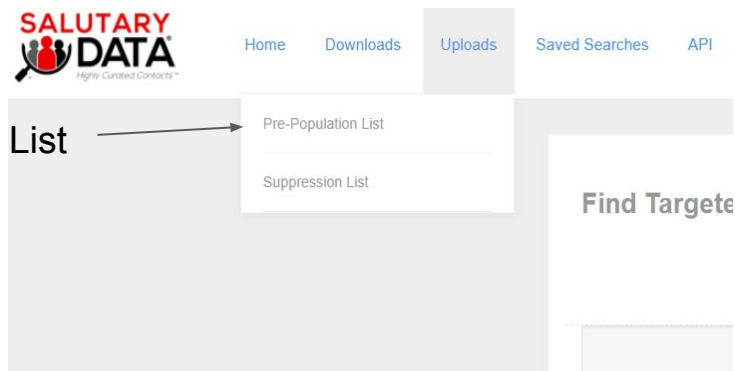 SALUTARY
DATA®
Highly Curated Contacts™
Home Downloads Uploads Saved Searches API
List
Pre-Population List
Suppression List
Find Targete